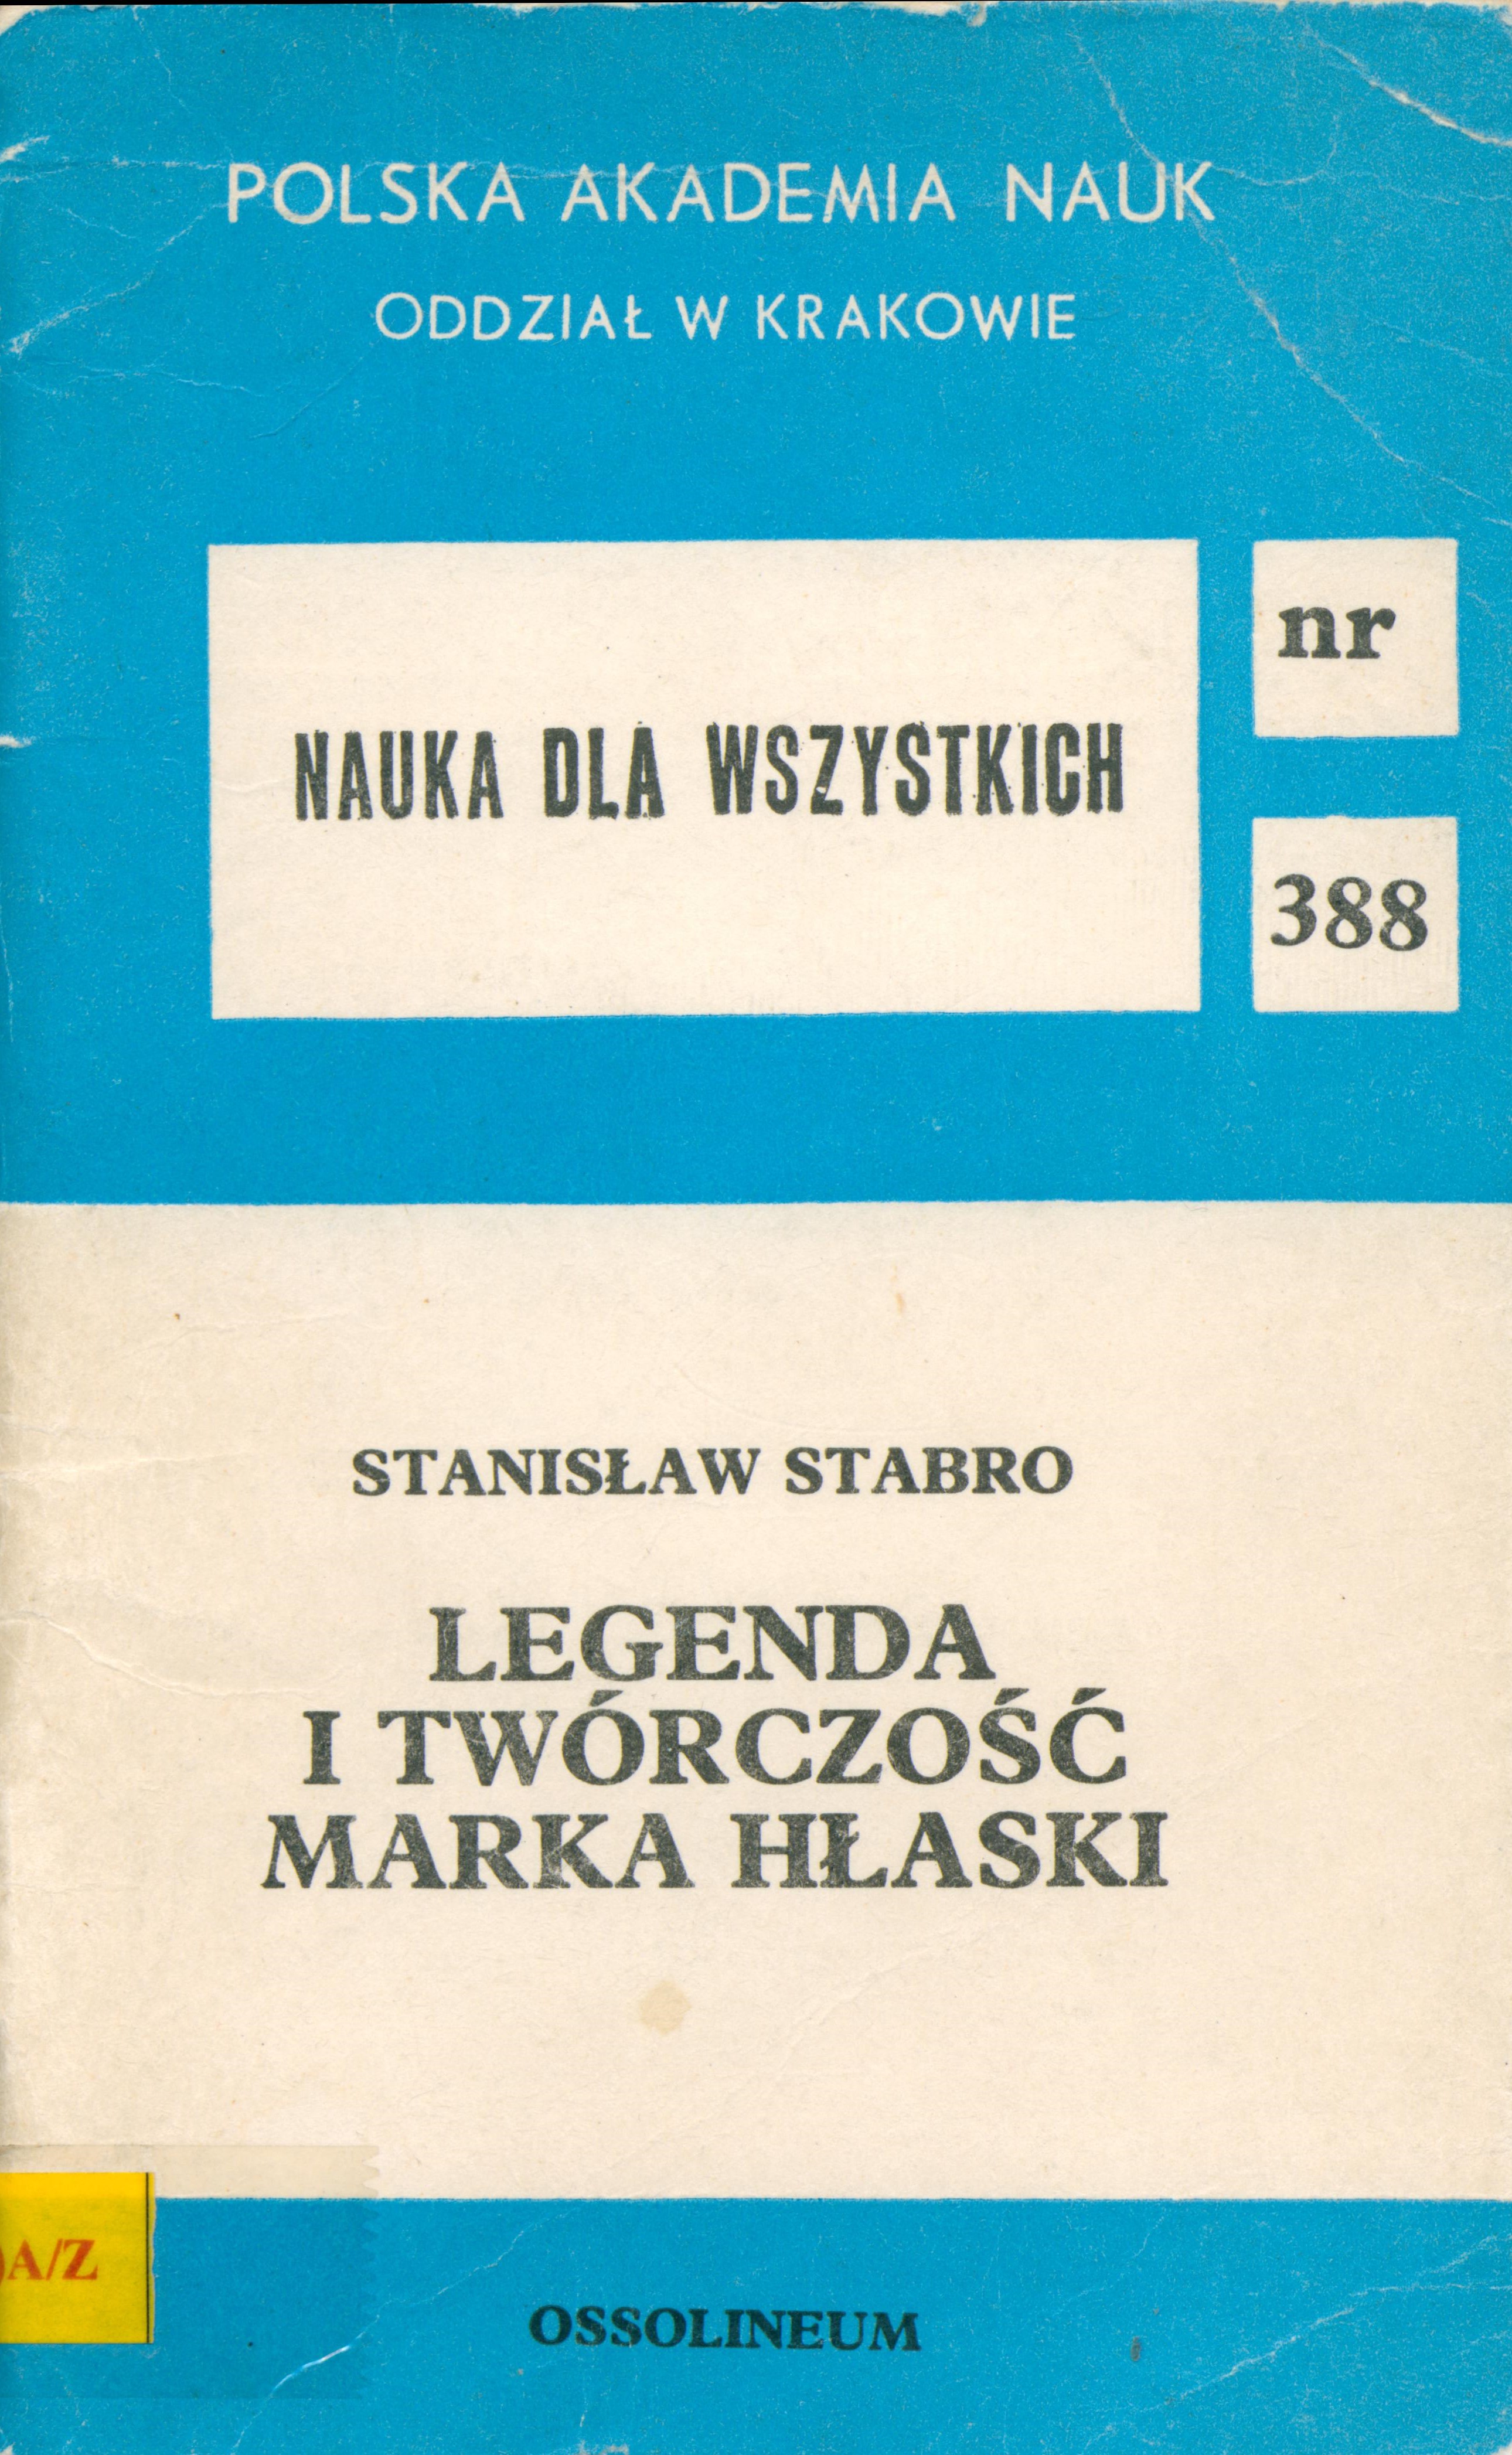 POLSKA AKADEMIA NAUK
ODDZIAŁ W KRAKOWIE
NAUKA DLA WSZYSTKICH
nr
388
STANISŁAW STABRO
LEGENDA
I TWÓRCZOŚĆ
MARKA HŁASKI
A/Z
OSSOLINEUM